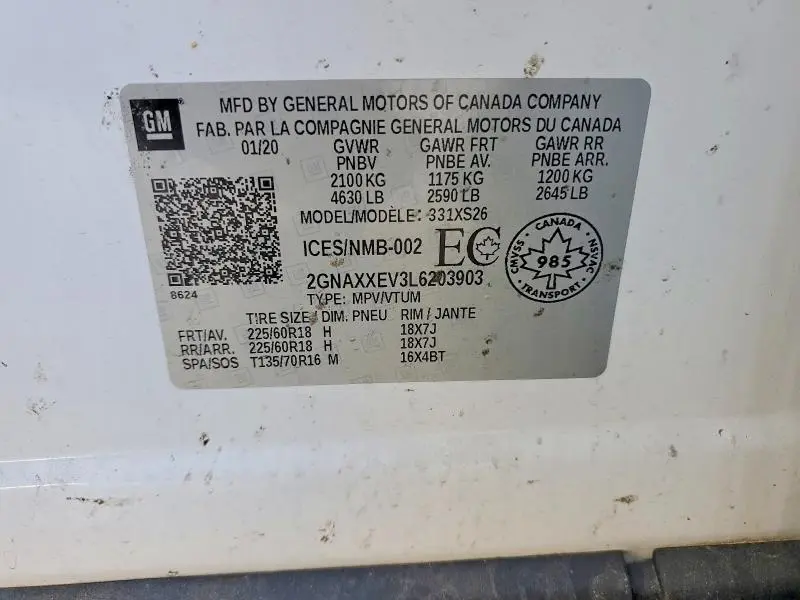 GM
MFD BY GENERAL MOTORS OF CANADA COMPANY
FAB. PAR LA COMPAGNIE GENERAL MOTORS DU CANADA
01/20 GVWR GAWR FRT GAWR RR
PNBV PNBE AV. PNBE ARR.
2100 KG 1175 KG 1200 KG
4630 LB 2590 LB 2645 LB
MODEL/MODÈLE: 331XS26
ICES/NMB-002 EC
CANADA
CMVSS 985 NSVAC
TRANSPORT
2GNAXXEV3L6203903
8624
TYPE: MPV/VTUM
TIRE SIZE / DIM. PNEU RIM / JANTE
FRT/AV. 225/60R18 H 18X7J
RR/ARR. 225/60R18 H 18X7J
SPA/SOS T135/70R16 M 16X4BT